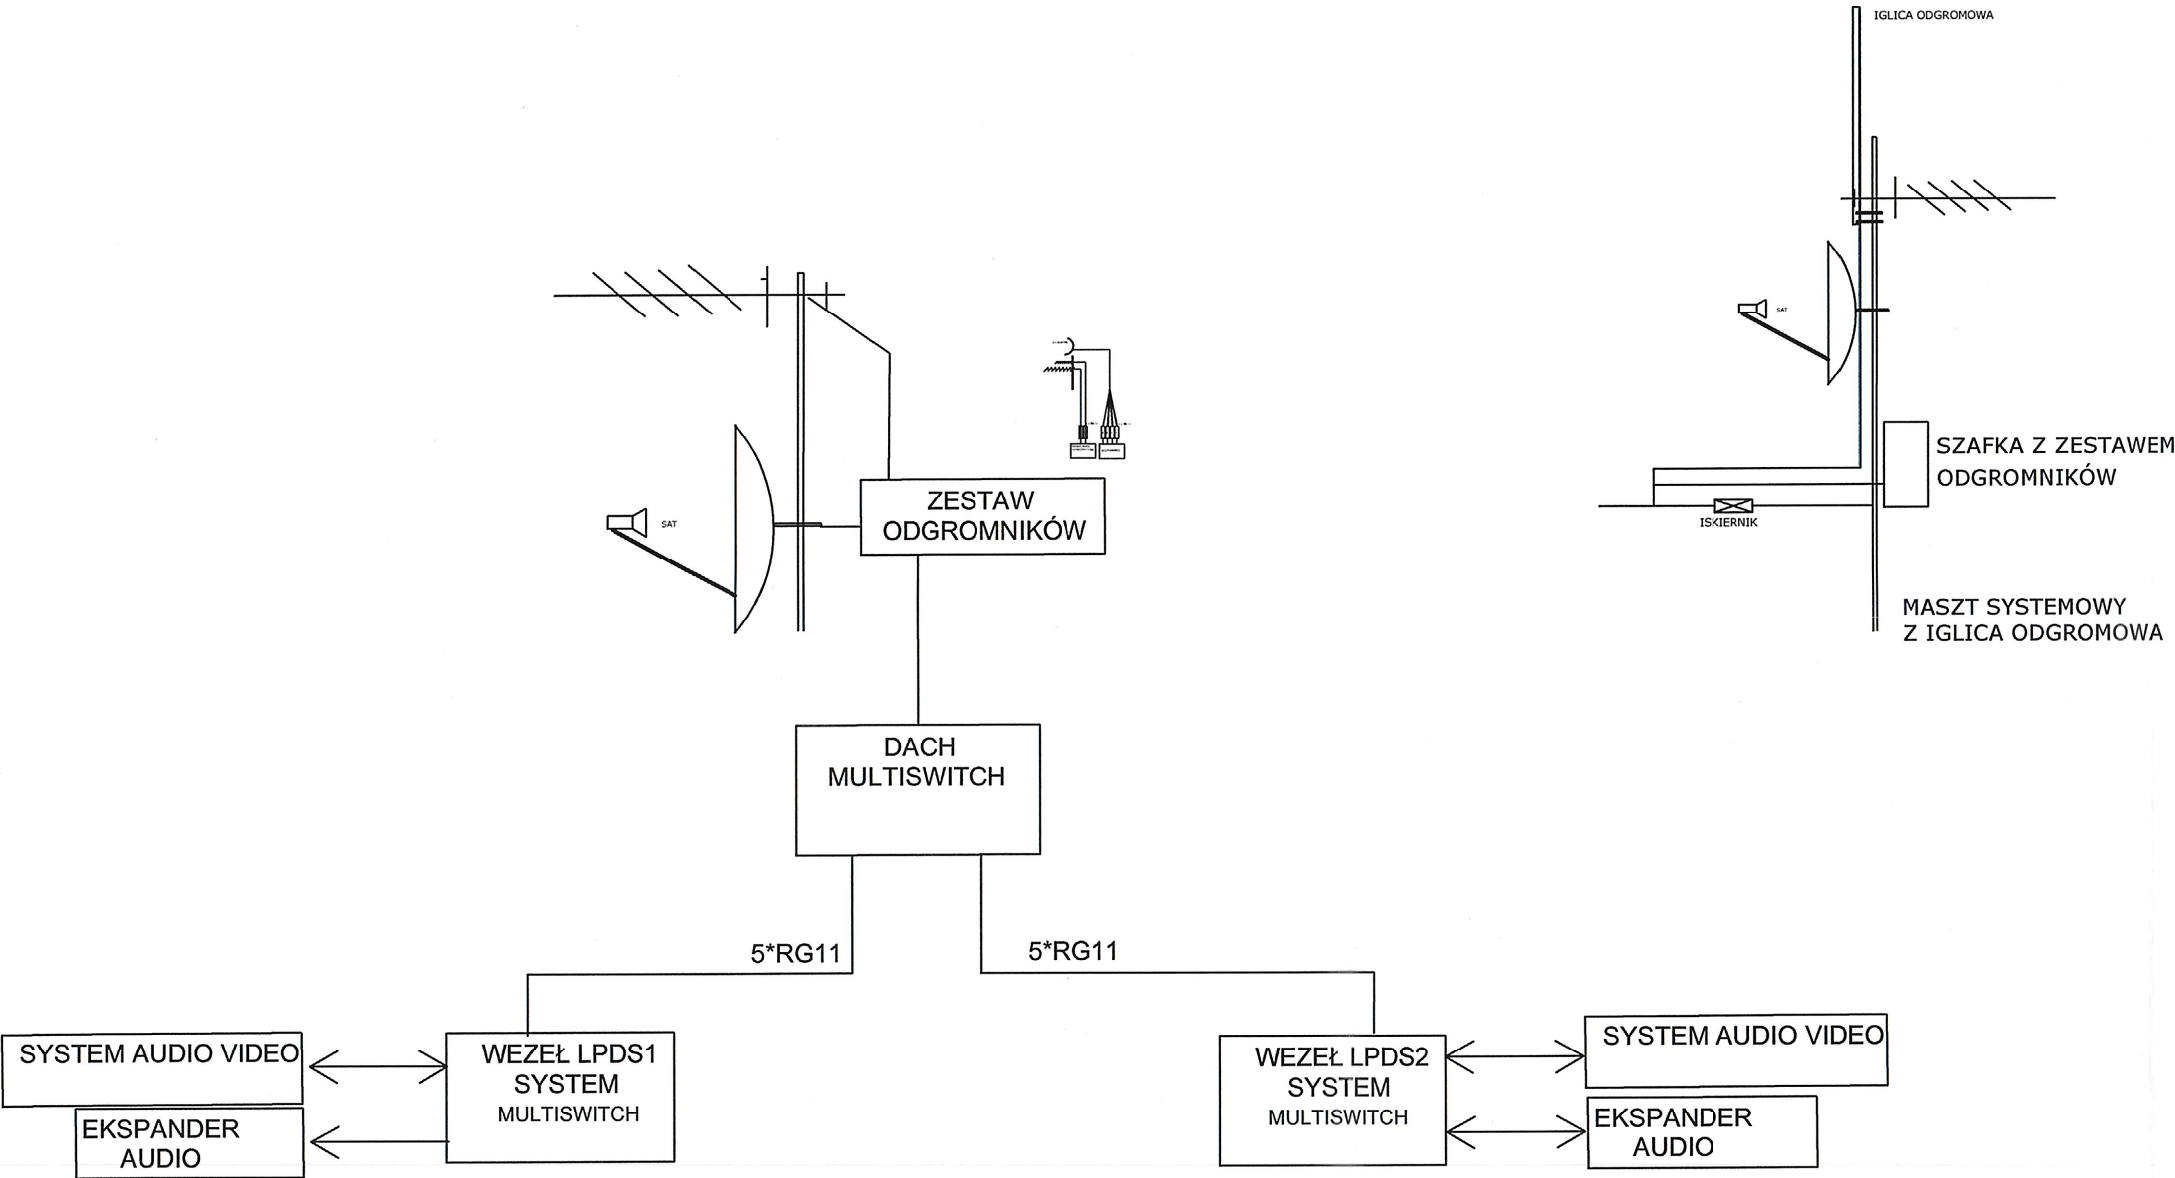 IGLICA ODGROMOWA
SAT
SZAFKA Z ZESTAWEM
ODGROMNIKÓW
ISKIERNIK
MASZT SYSTEMOWY
Z IGLICA ODGROMOWA
SAT
ZESTAW
ODGROMNIKÓW
DACH
MULTISWITCH
5*RG11
5*RG11
SYSTEM AUDIO VIDEO
EKSPANDER
AUDIO
WEZEŁ LPDS1
SYSTEM
MULTISWITCH
WEZEŁ LPDS2
SYSTEM
MULTISWITCH
SYSTEM AUDIO VIDEO
EKSPANDER
AUDIO